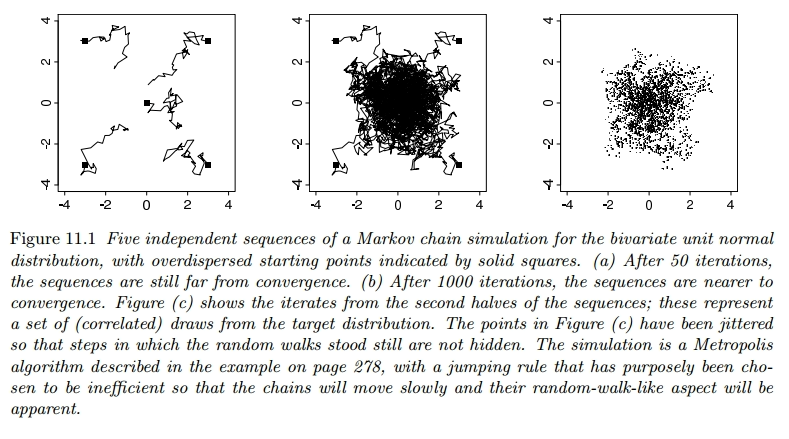 4
2
0
-2
-4
-4 -2 0 2 4
4
2
0
-2
-4
-4 -2 0 2 4
4
2
0
-2
-4
-4 -2 0 2 4
Figure 11.1 Five independent sequences of a Markov chain simulation for the bivariate unit normal
distribution, with overdispersed starting points indicated by solid squares. (a) After 50 iterations,
the sequences are still far from convergence. (b) After 1000 iterations, the sequences are nearer to
convergence. Figure (c) shows the iterates from the second halves of the sequences; these represent
a set of (correlated) draws from the target distribution. The points in Figure (c) have been jittered
so that steps in which the random walks stood still are not hidden. The simulation is a Metropolis
algorithm described in the example on page 278, with a jumping rule that has purposely been cho-
sen to be inefficient so that the chains will move slowly and their random-walk-like aspect will be
apparent.